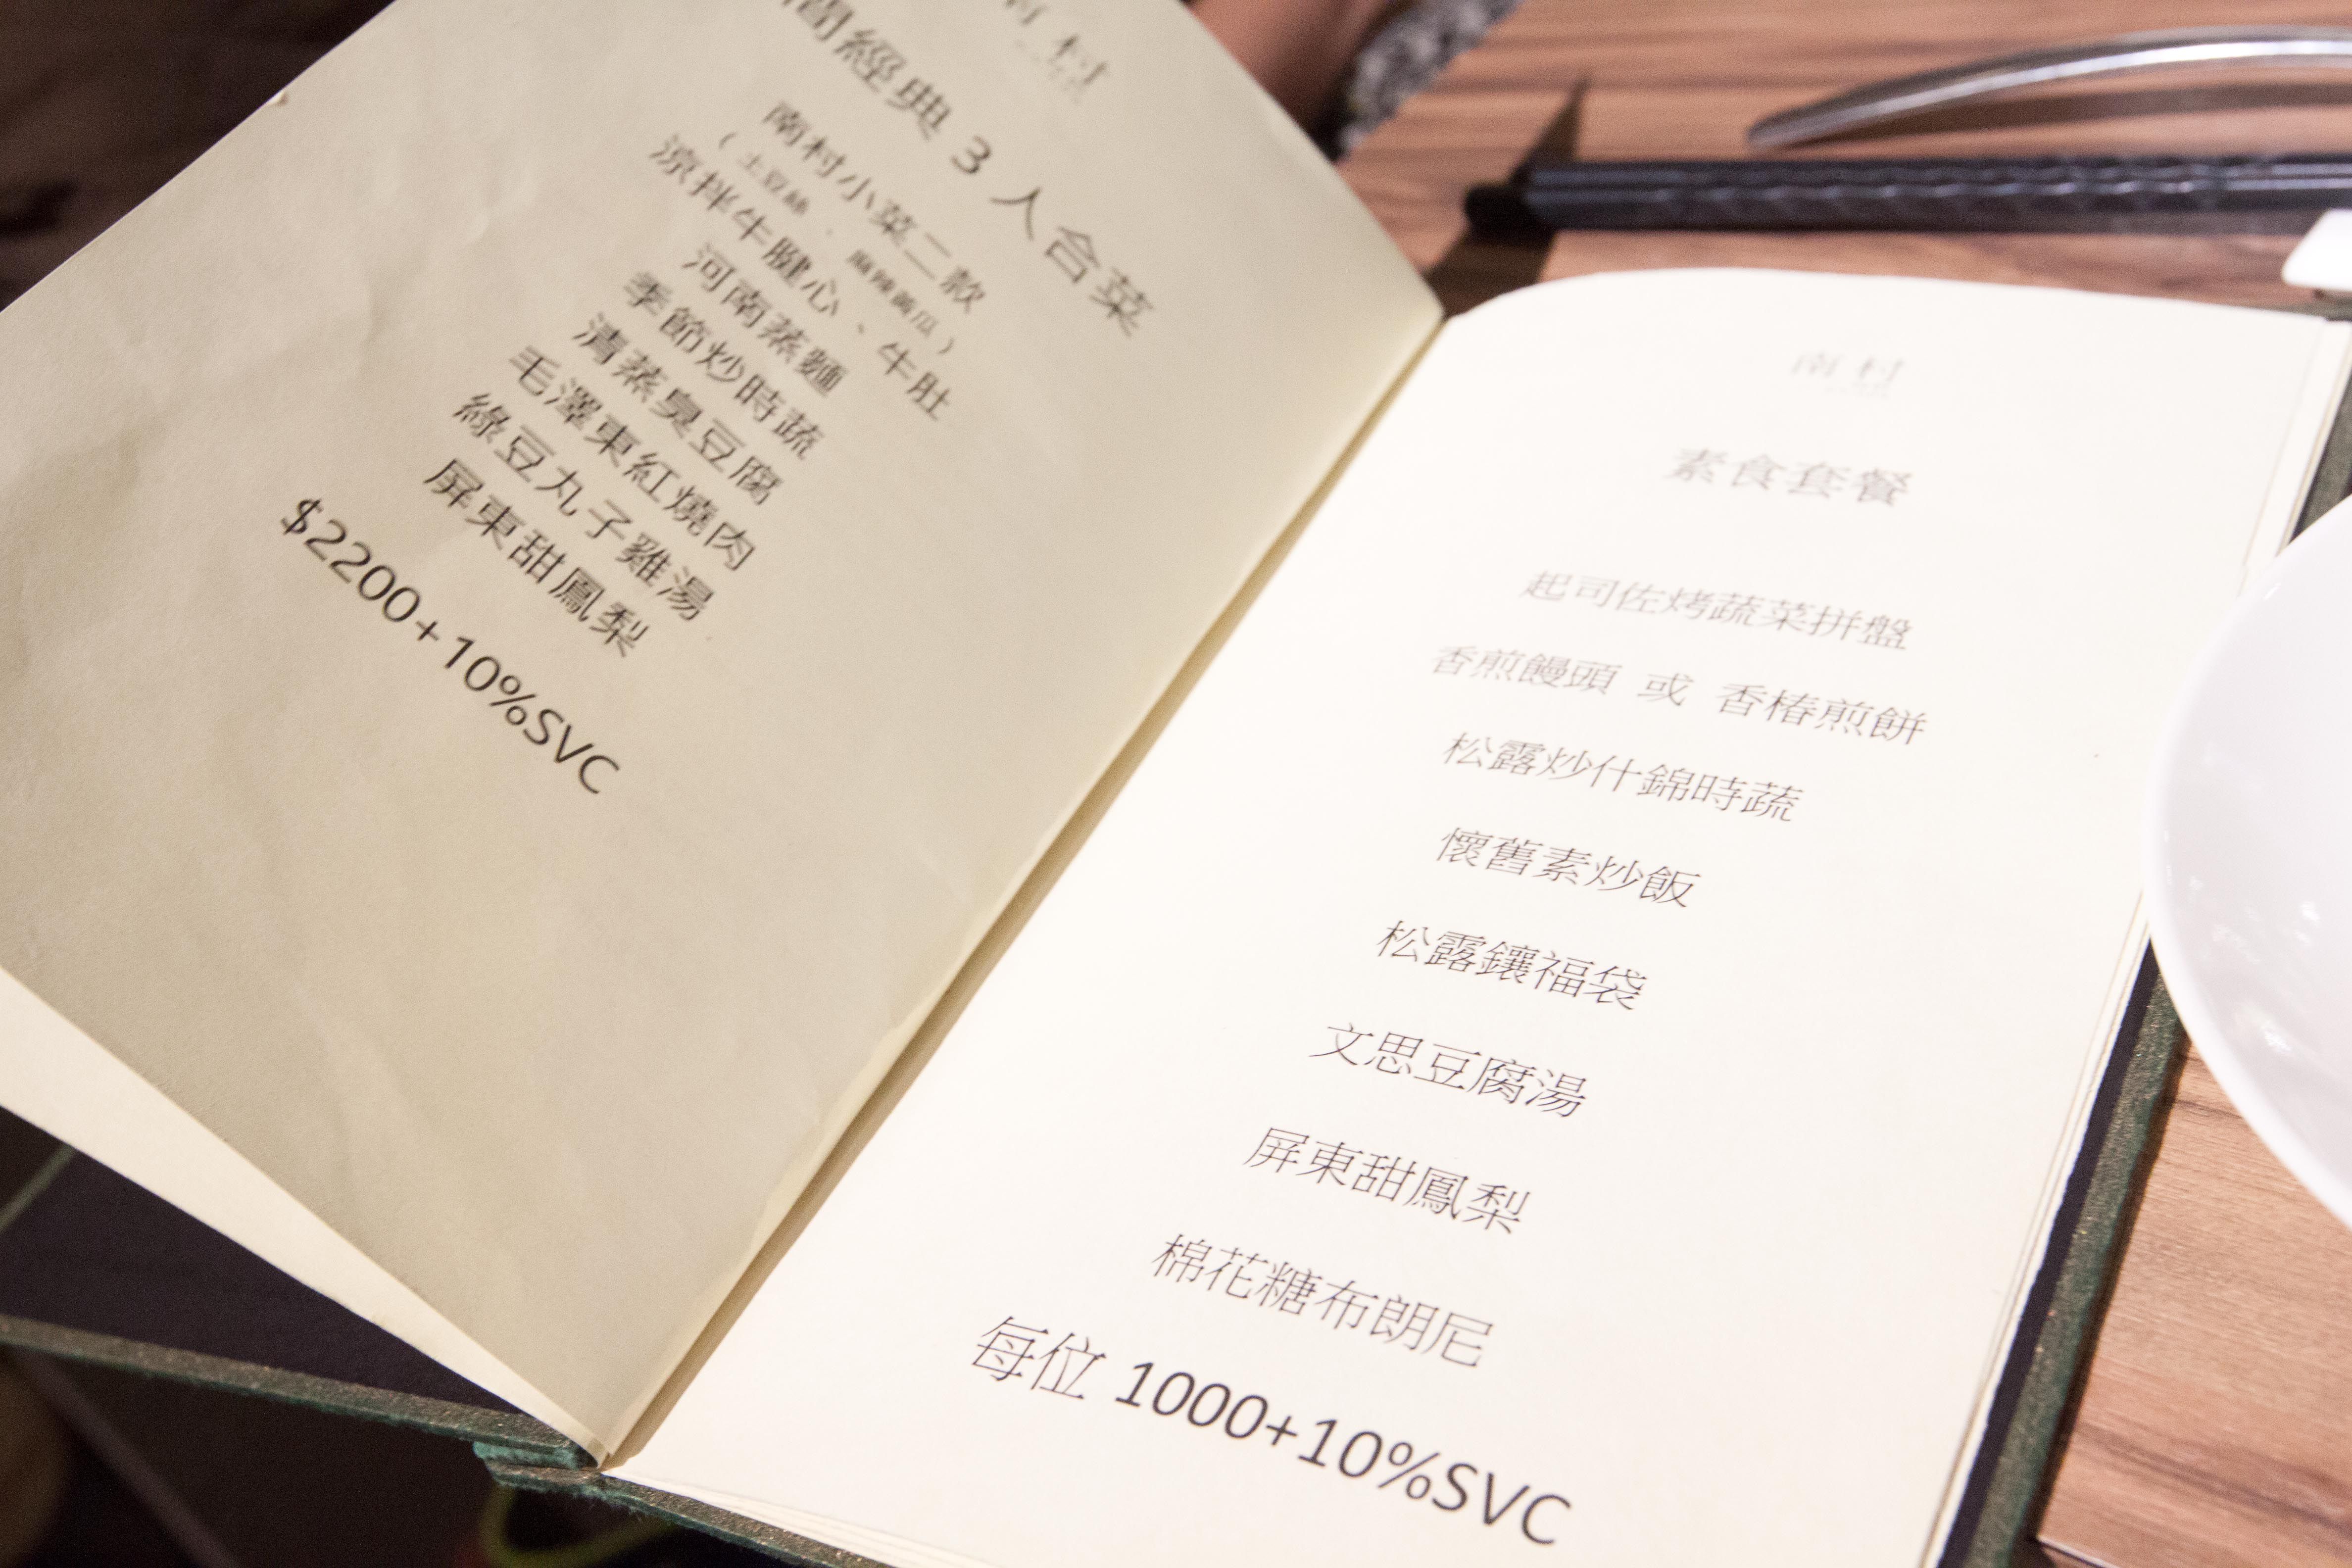 村
經典 3 人合菜
南村小菜二款
(土豆絲、麻辣黃瓜)
涼拌牛腱心、牛肚
河南蒸麵
季節炒時蔬
清蒸臭豆腐
毛澤東紅燒肉
綠豆丸子雞湯
屏東甜鳳梨
$2200+10%SVC
南村
素食套餐
起司佐烤蔬菜拼盤
香煎饅頭 或 香椿煎餅
松露炒什錦時蔬
懷舊素炒飯
松露鑲福袋
文思豆腐湯
屏東甜鳳梨
棉花糖布朗尼
每位 1000+10%SVC